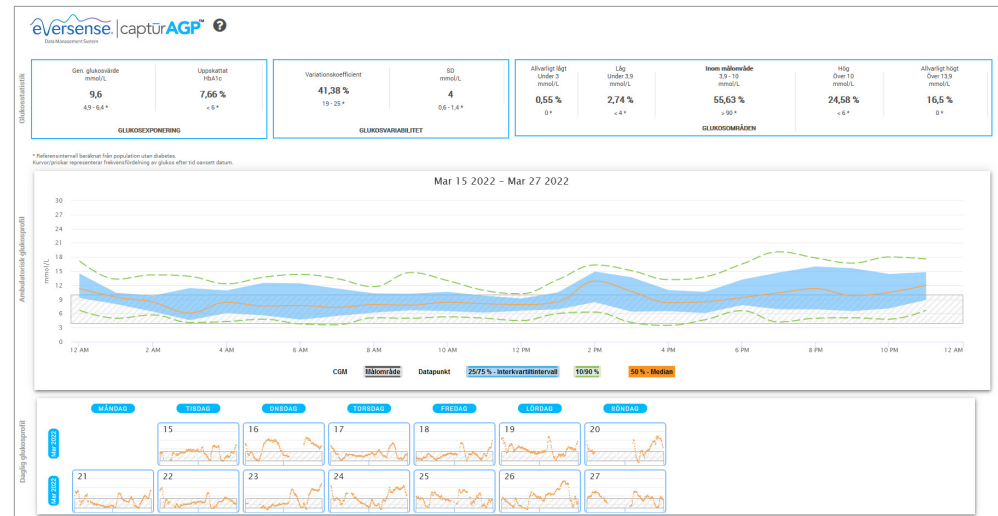 eversense. | captūrAGP™ ?
Data Management System
Glukosstatistik
Gen. glukosvärde
mmol/L
9,6
4,9 - 6,4 *
Uppskattat
HbA1c
7,66 %
< 6 *
GLUKOSEXPONERING
Variationskoefficient
41,38 %
19 - 25 *
SD
mmol/L
4
0,6 - 1,4 *
GLUKOSVARIABILITET
Allvarligt lågt
Under 3
mmol/L
0,55 %
0 *
Låg
Under 3,9
mmol/L
2,74 %
< 4 *
Inom målområde
3,9 - 10
mmol/L
55,63 %
> 90 *
Hög
Över 10
mmol/L
24,58 %
< 6 *
Allvarligt högt
Över 13,9
mmol/L
16,5 %
0 *
GLUKOSOMRÅDEN
* Referensintervall beräknat från population utan diabetes.
Kurvor/priskar representerar frekvensfördelning av glukos efter tid oavsett datum.
Ambulatorisk glukosprofil
Mar 15 2022 – Mar 27 2022
mmol/L
30
27
24
21
18
15
12
9
6
3
0
12 AM 2 AM 4 AM 6 AM 8 AM 10 AM 12 PM 2 PM 4 PM 6 PM 8 PM 10 PM 12 AM
CGM Målområde Datapunkt 25/75 % - Interkvartiltintervall 10/90 % 50 % - Median
Daglig glukosprofil
MÅNDAG TISDAG ONSDAG TORSDAG FREDAG LÖRDAG SÖNDAG
Mar 2022
15 16 17 18 19 20
Mar 2022
21 22 23 24 25 26 27